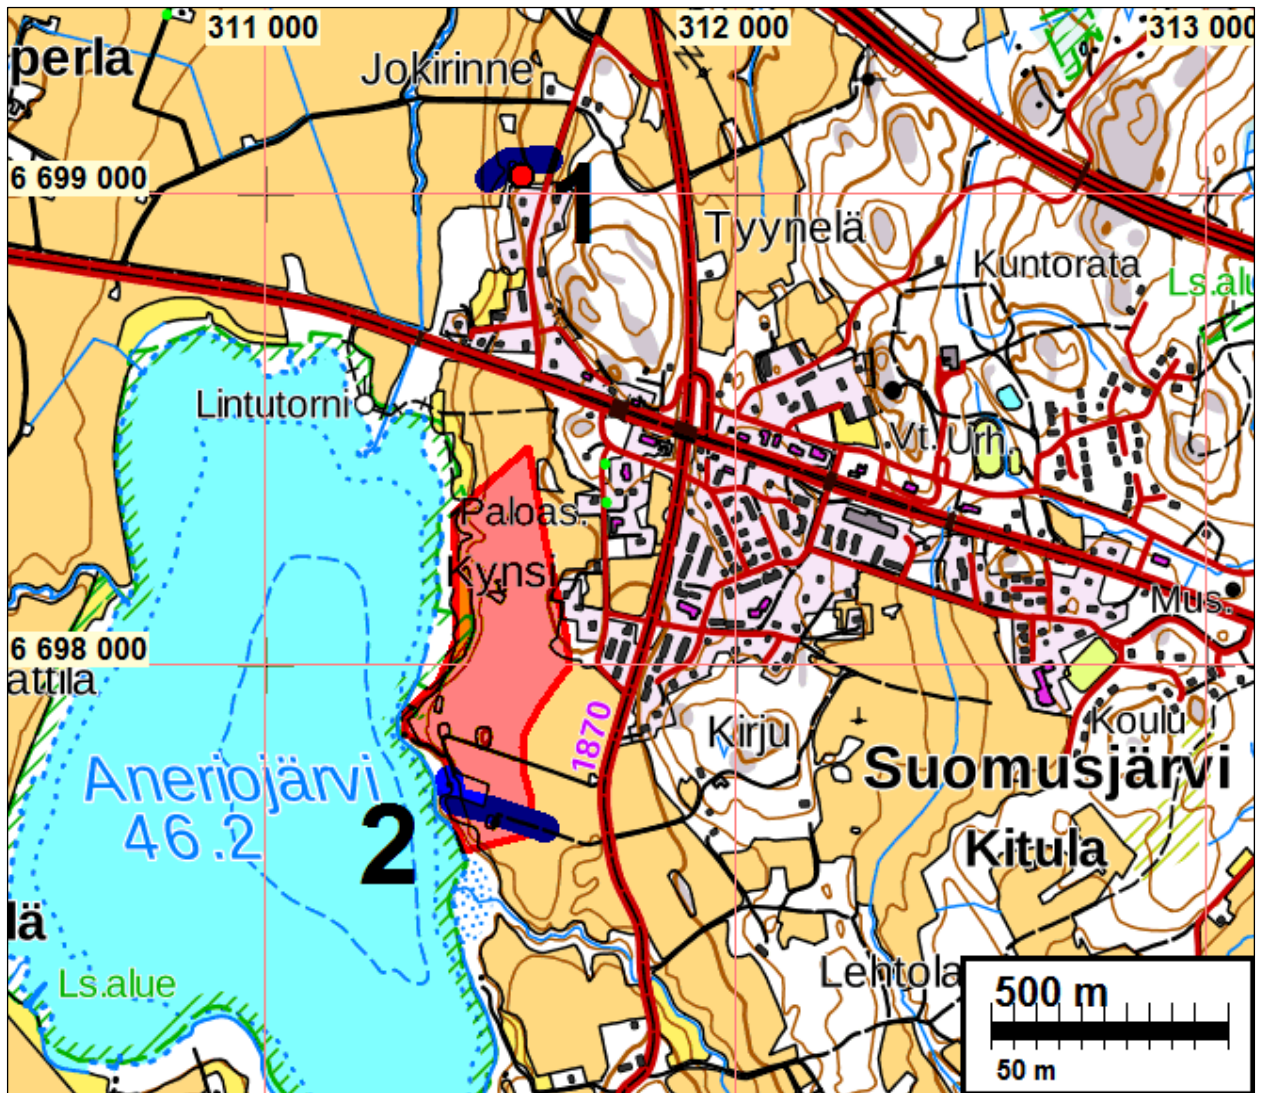 311 000
312 000
313 000
perla
Jokirinne
6 699 000
1
Tyynelä
Kuntorata
Ls.alu
Lintutorni
Vt.
Urh.
Paloas.
Kynsi
Mus.
6 698 000
attila
1870
Kirju
Koulu
Aneriojärvi
46.2
2
Suomusjärvi
Kitula
lä
Ls.alue
Lehtola
500 m
50 m